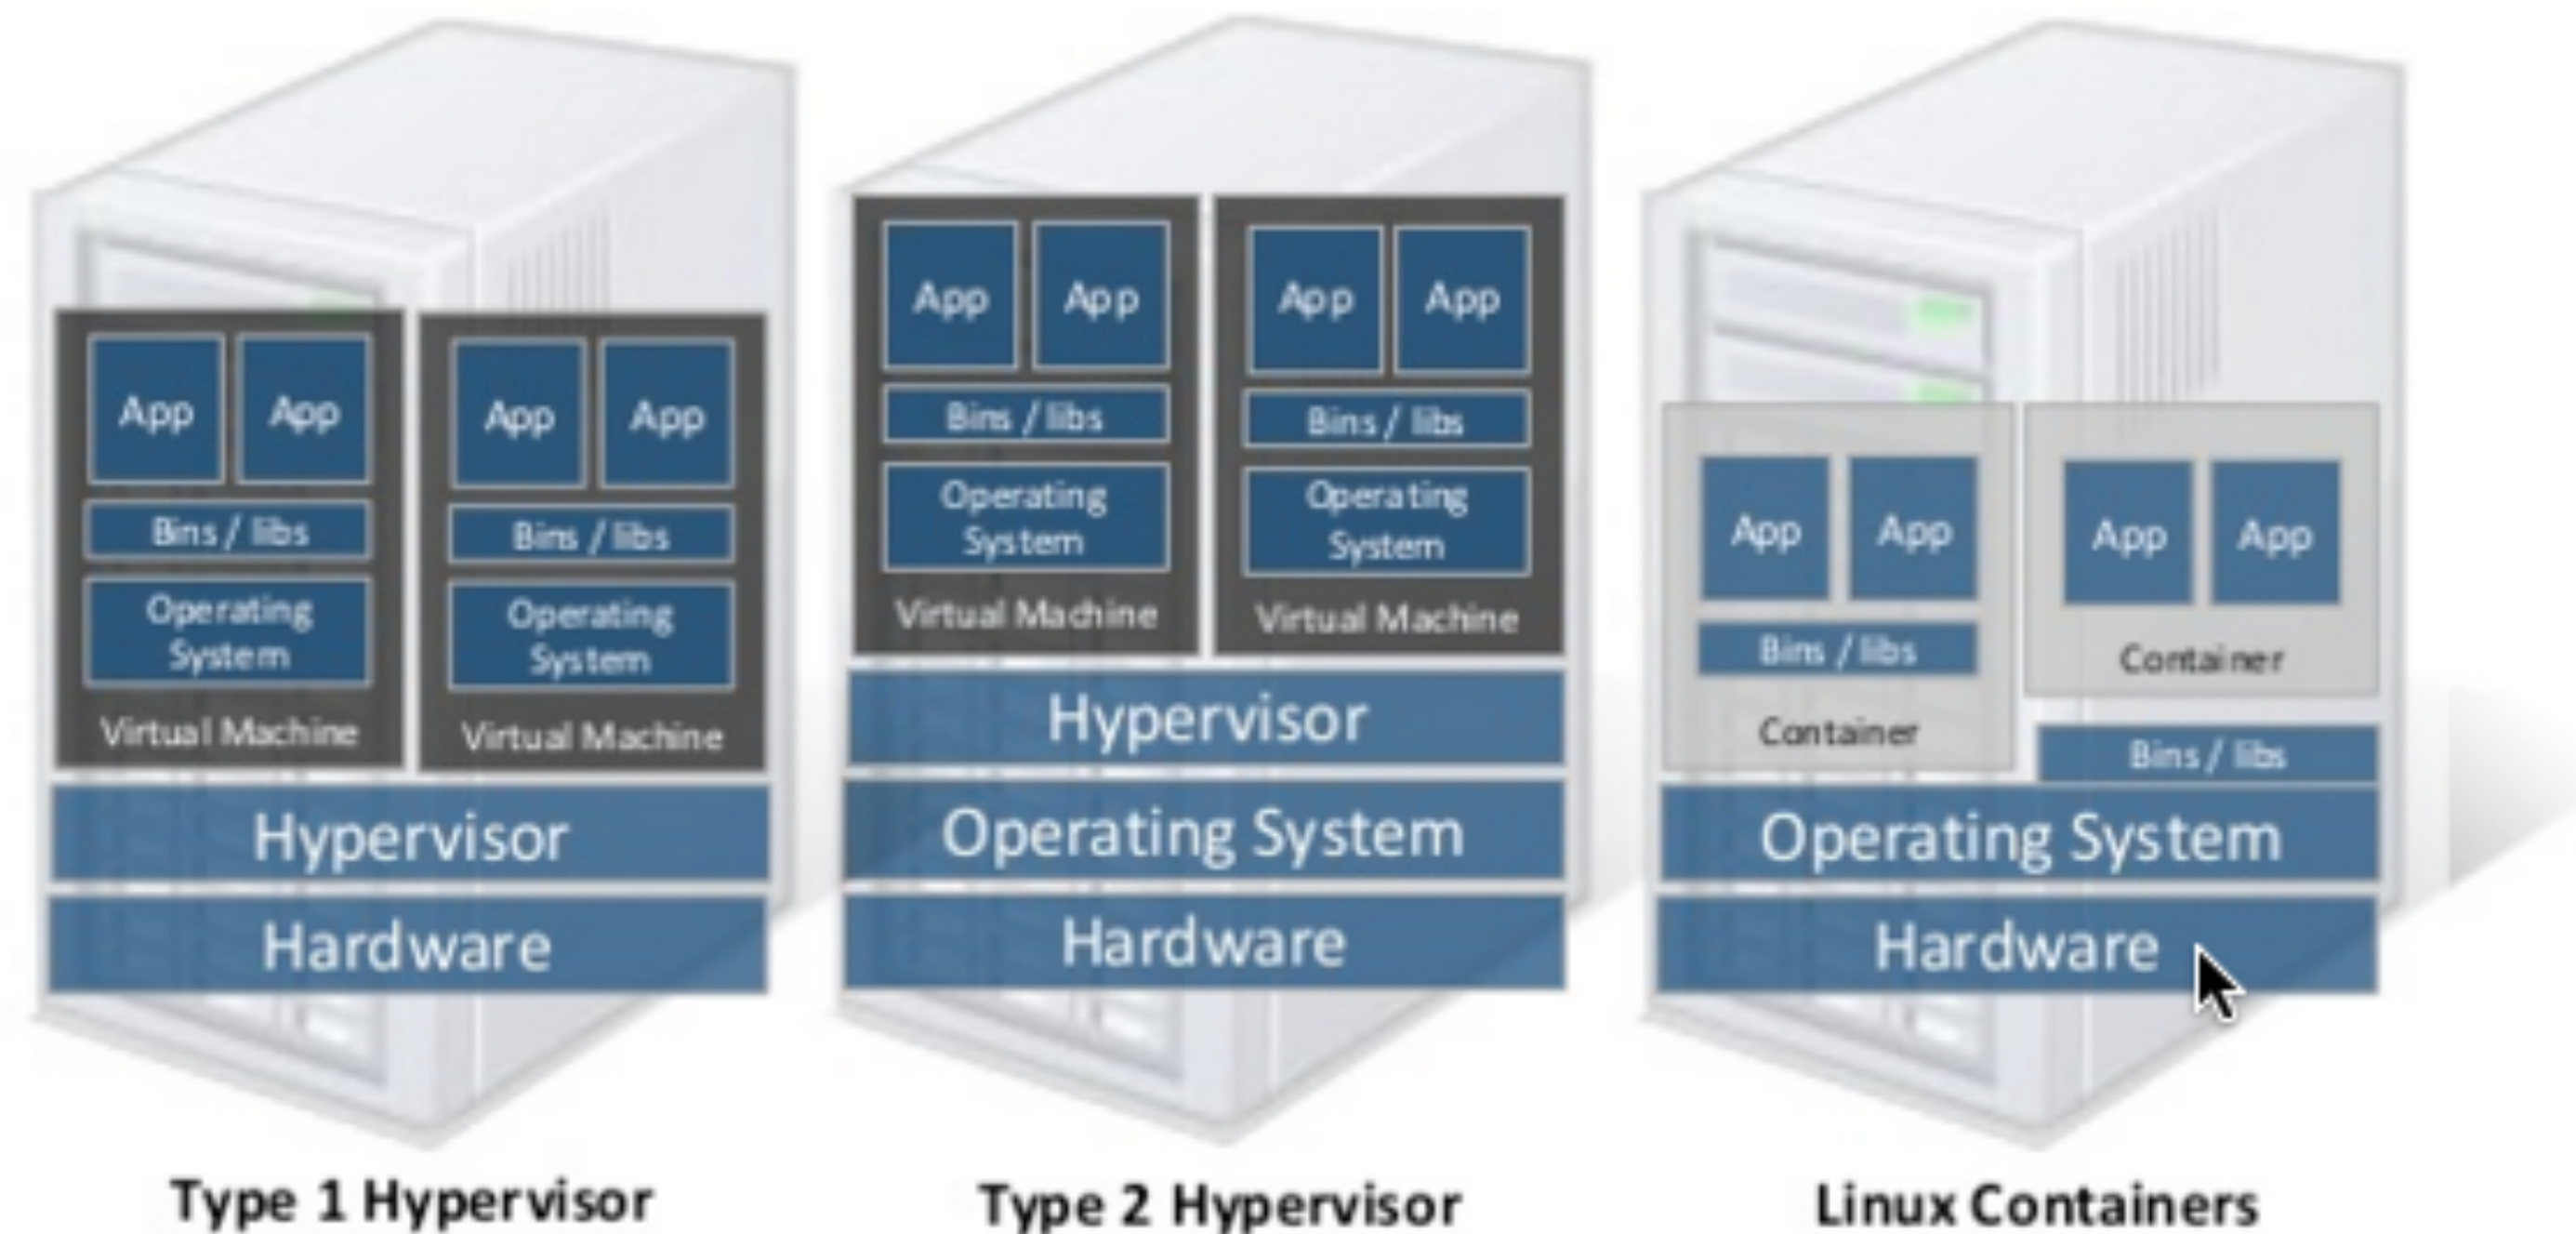 App App
Bins / libs
Operating
System
Virtual Machine
App App
Bins / libs
Operating
System
Virtual Machine
Hypervisor
Hardware
Type 1 Hypervisor
App App
Bins / libs
Operating
System
Virtual Machine
App App
Bins / libs
Operating
System
Virtual Machine
Hypervisor
Operating System
Hardware
Type 2 Hypervisor
App App
Bins / libs
Container
App App
Container
Bins / libs
Operating System
Hardware
Linux Containers